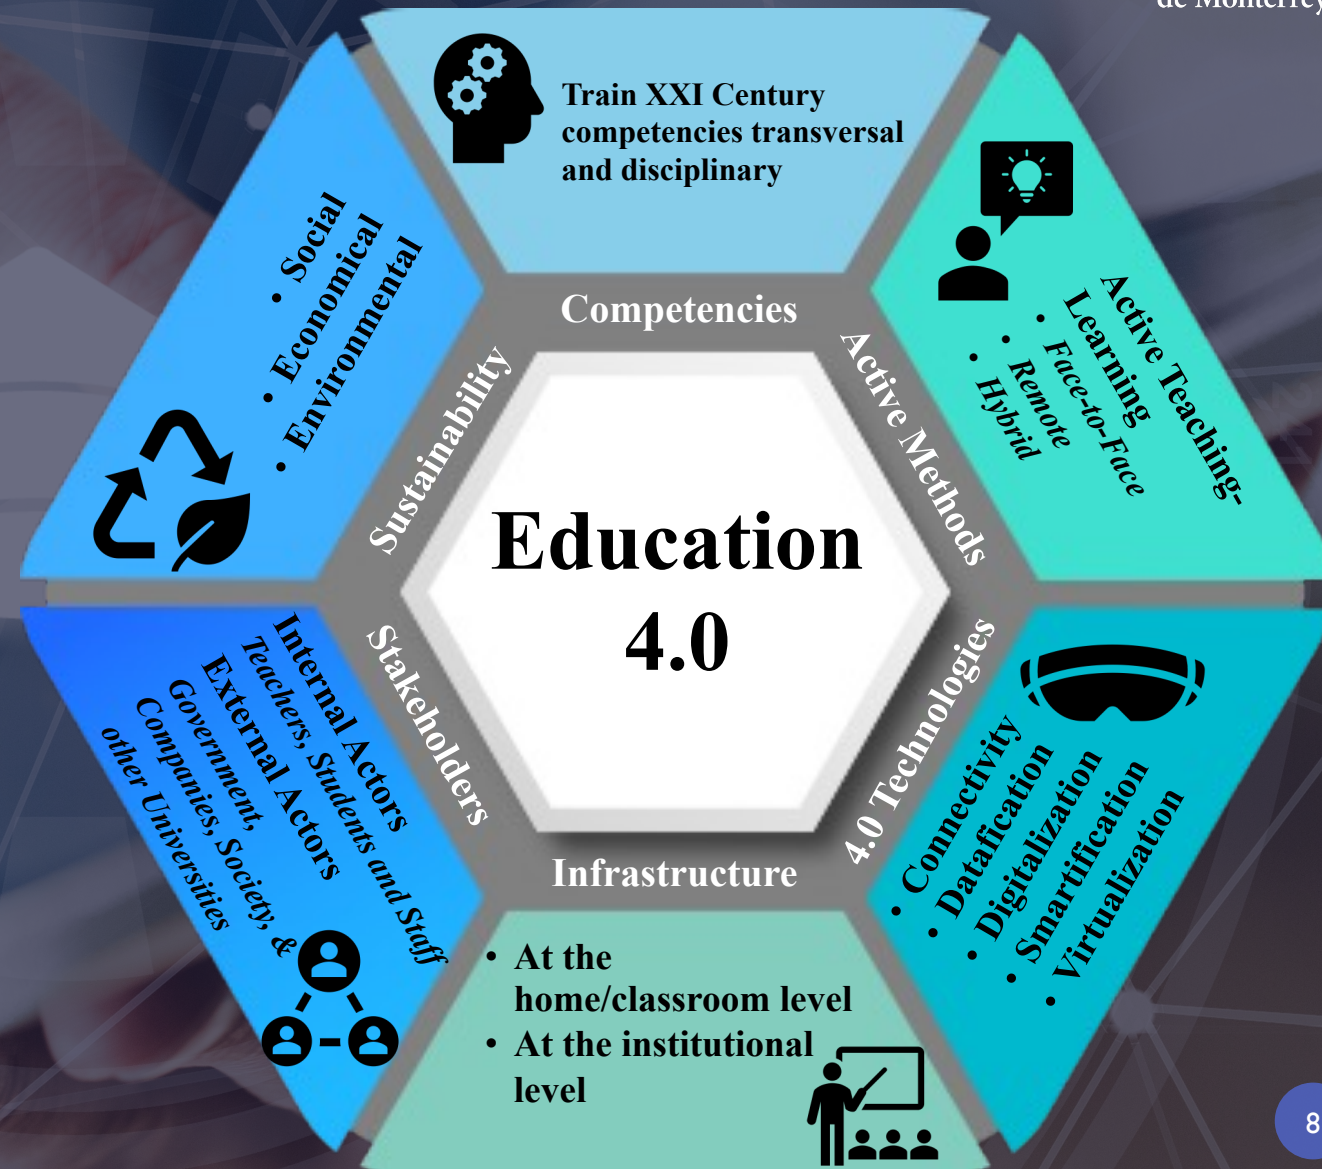 de Monterrey
Train XXI Century
competencies transversal
and disciplinary
Competencies
Active Methods
Active Teaching-
Learning
• Face-to-Face
• Remote
• Hybrid
4.0 Technologies
• Connectivity
• Datafication
• Digitalization
• Smartification
• Virtualization
Infrastructure
• At the
home/classroom level
• At the institutional
level
Stakeholders
Internal Actors
Teachers, Students and Staff
External Actors
Government,
Companies, Society, &
other Universities
Sustainability
• Social
• Economical
• Environmental
Education
4.0
8